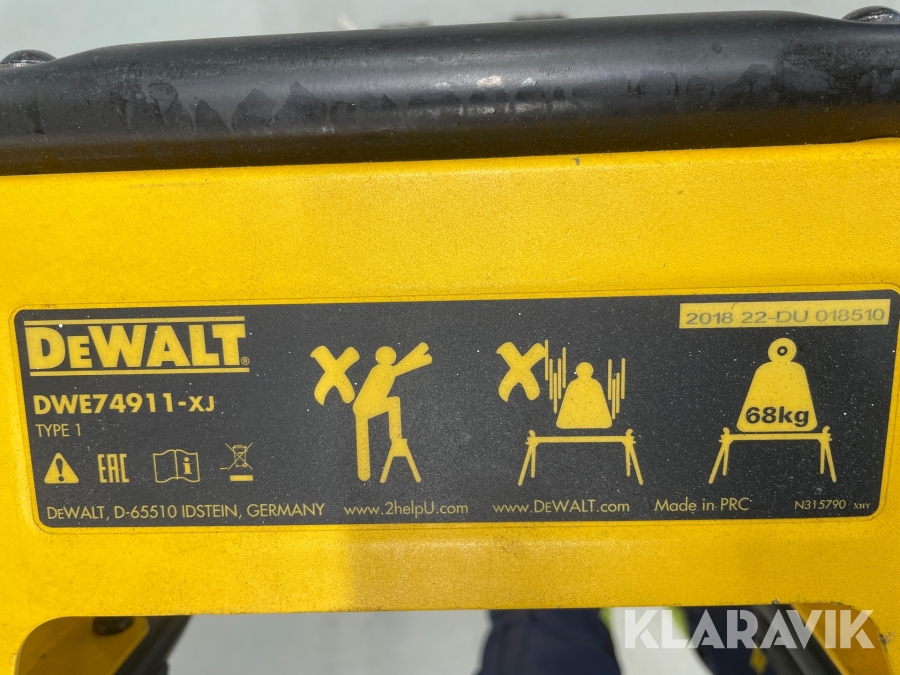 2018 22-DU 018510
DEWALT®
DWE74911-XJ
TYPE 1
68kg
EAC
DEWALT, D-65510 IDSTEIN, GERMANY www.2helpU.com www.DEWALT.com Made in PRC N315790 XHY
KLARAVIK